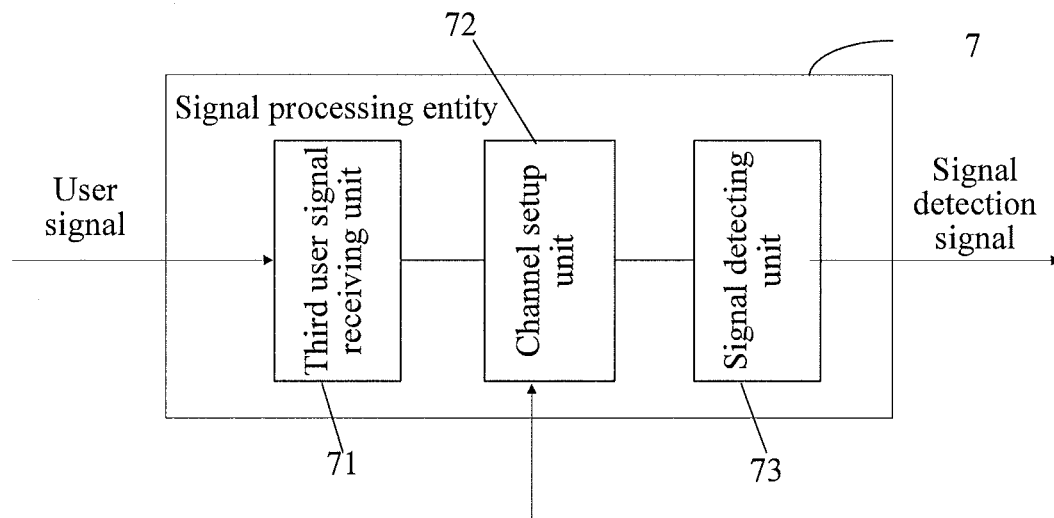 72
7
Signal processing entity
User
signal
Third user signal
receiving unit
Channel setup
unit
Signal detecting
unit
Signal
detection
signal
71
73